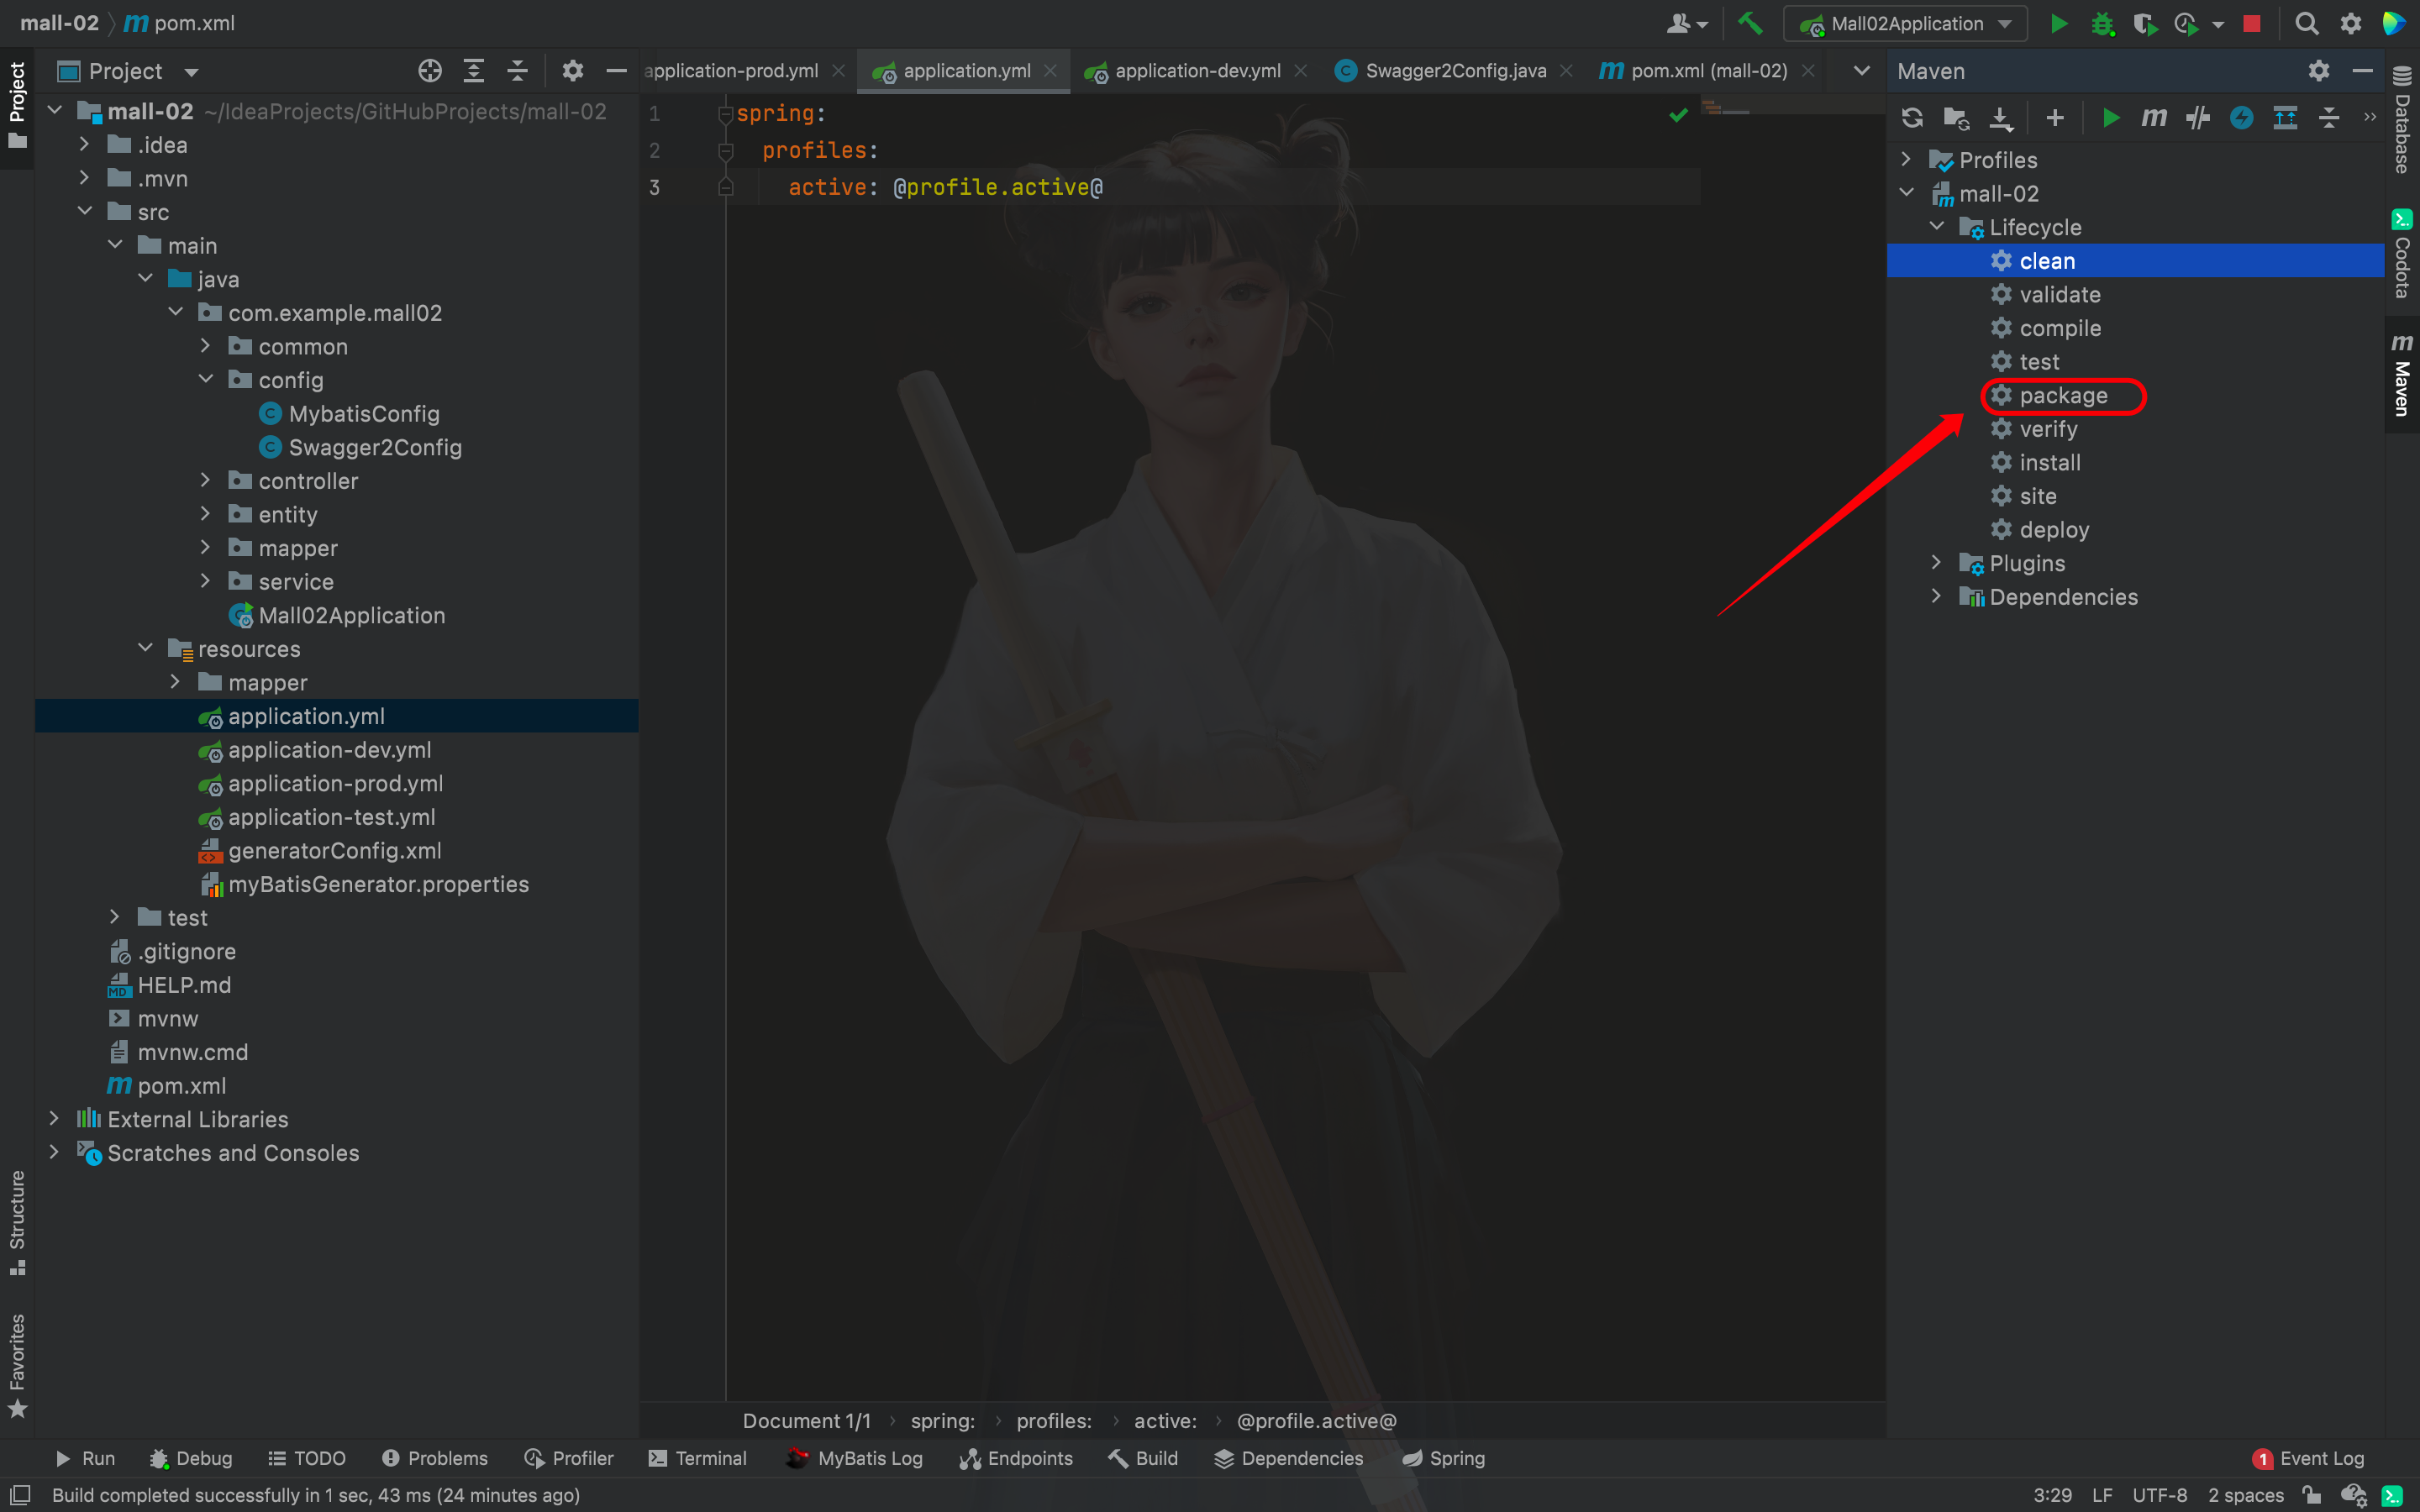 mall-02 pom.xml
Mall02Application
Project
Project
mall-02 ~/IdeaProjects/GitHubProjects/mall-02
.idea
.mvn
src
main
java
com.example.mall02
common
config
MybatisConfig
Swagger2Config
controller
entity
mapper
service
Mall02Application
resources
mapper
application.yml
application-dev.yml
application-prod.yml
application-test.yml
generatorConfig.xml
myBatisGenerator.properties
test
.gitignore
HELP.md
mvnw
mvnw.cmd
pom.xml
External Libraries
Scratches and Consoles
Structure
Favorites
application-prod.yml application.yml application-dev.yml Swagger2Config.java pom.xml (mall-02)
1 spring:
2 profiles:
3 active: @profile.active@
Document 1/1 › spring: › profiles: › active: › @profile.active@
Maven
Profiles
mall-02
Lifecycle
clean
validate
compile
test
package
verify
install
site
deploy
Plugins
Dependencies
Database
Codota
Maven
Run Debug TODO Problems Profiler Terminal MyBatis Log Endpoints Build Dependencies Spring 1 Event Log
Build completed successfully in 1 sec, 43 ms (24 minutes ago) 3:29 LF UTF-8 2 spaces